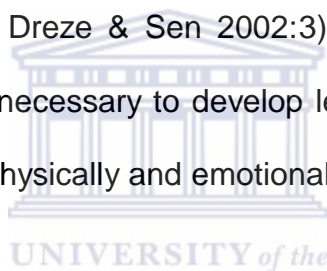 Dreze & Sen 2002:3)
necessary to develop le
hysically and emotional
UNIVERSITY of the